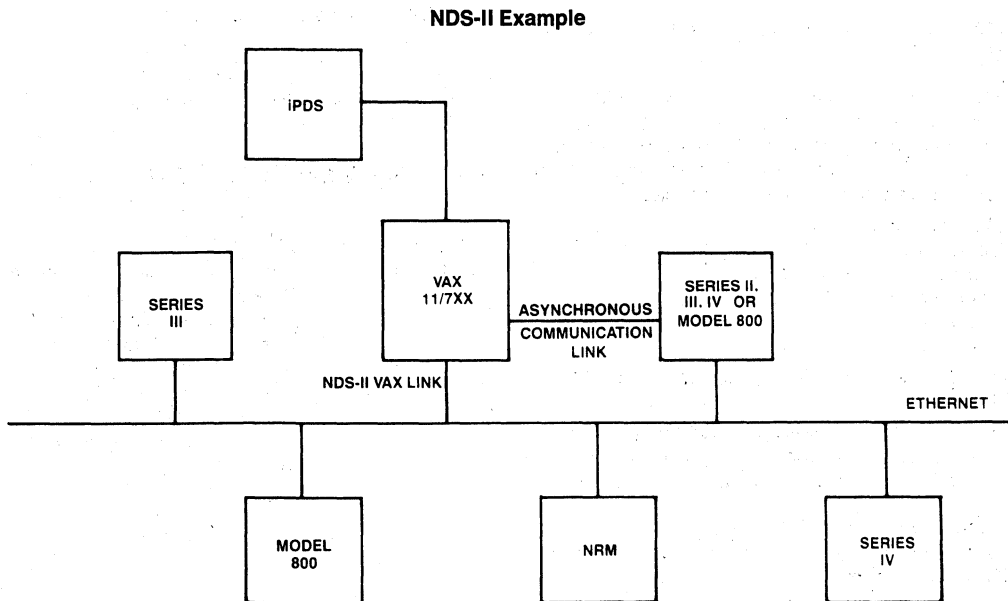 NDS-II Example
iPDS
SERIES
III
VAX
11/7XX
ASYNCHRONOUS
COMMUNICATION
LINK
SERIES II.
III. IV OR
MODEL 800
NDS-II VAX LINK
ETHERNET
MODEL
800
NRM
SERIES
IV